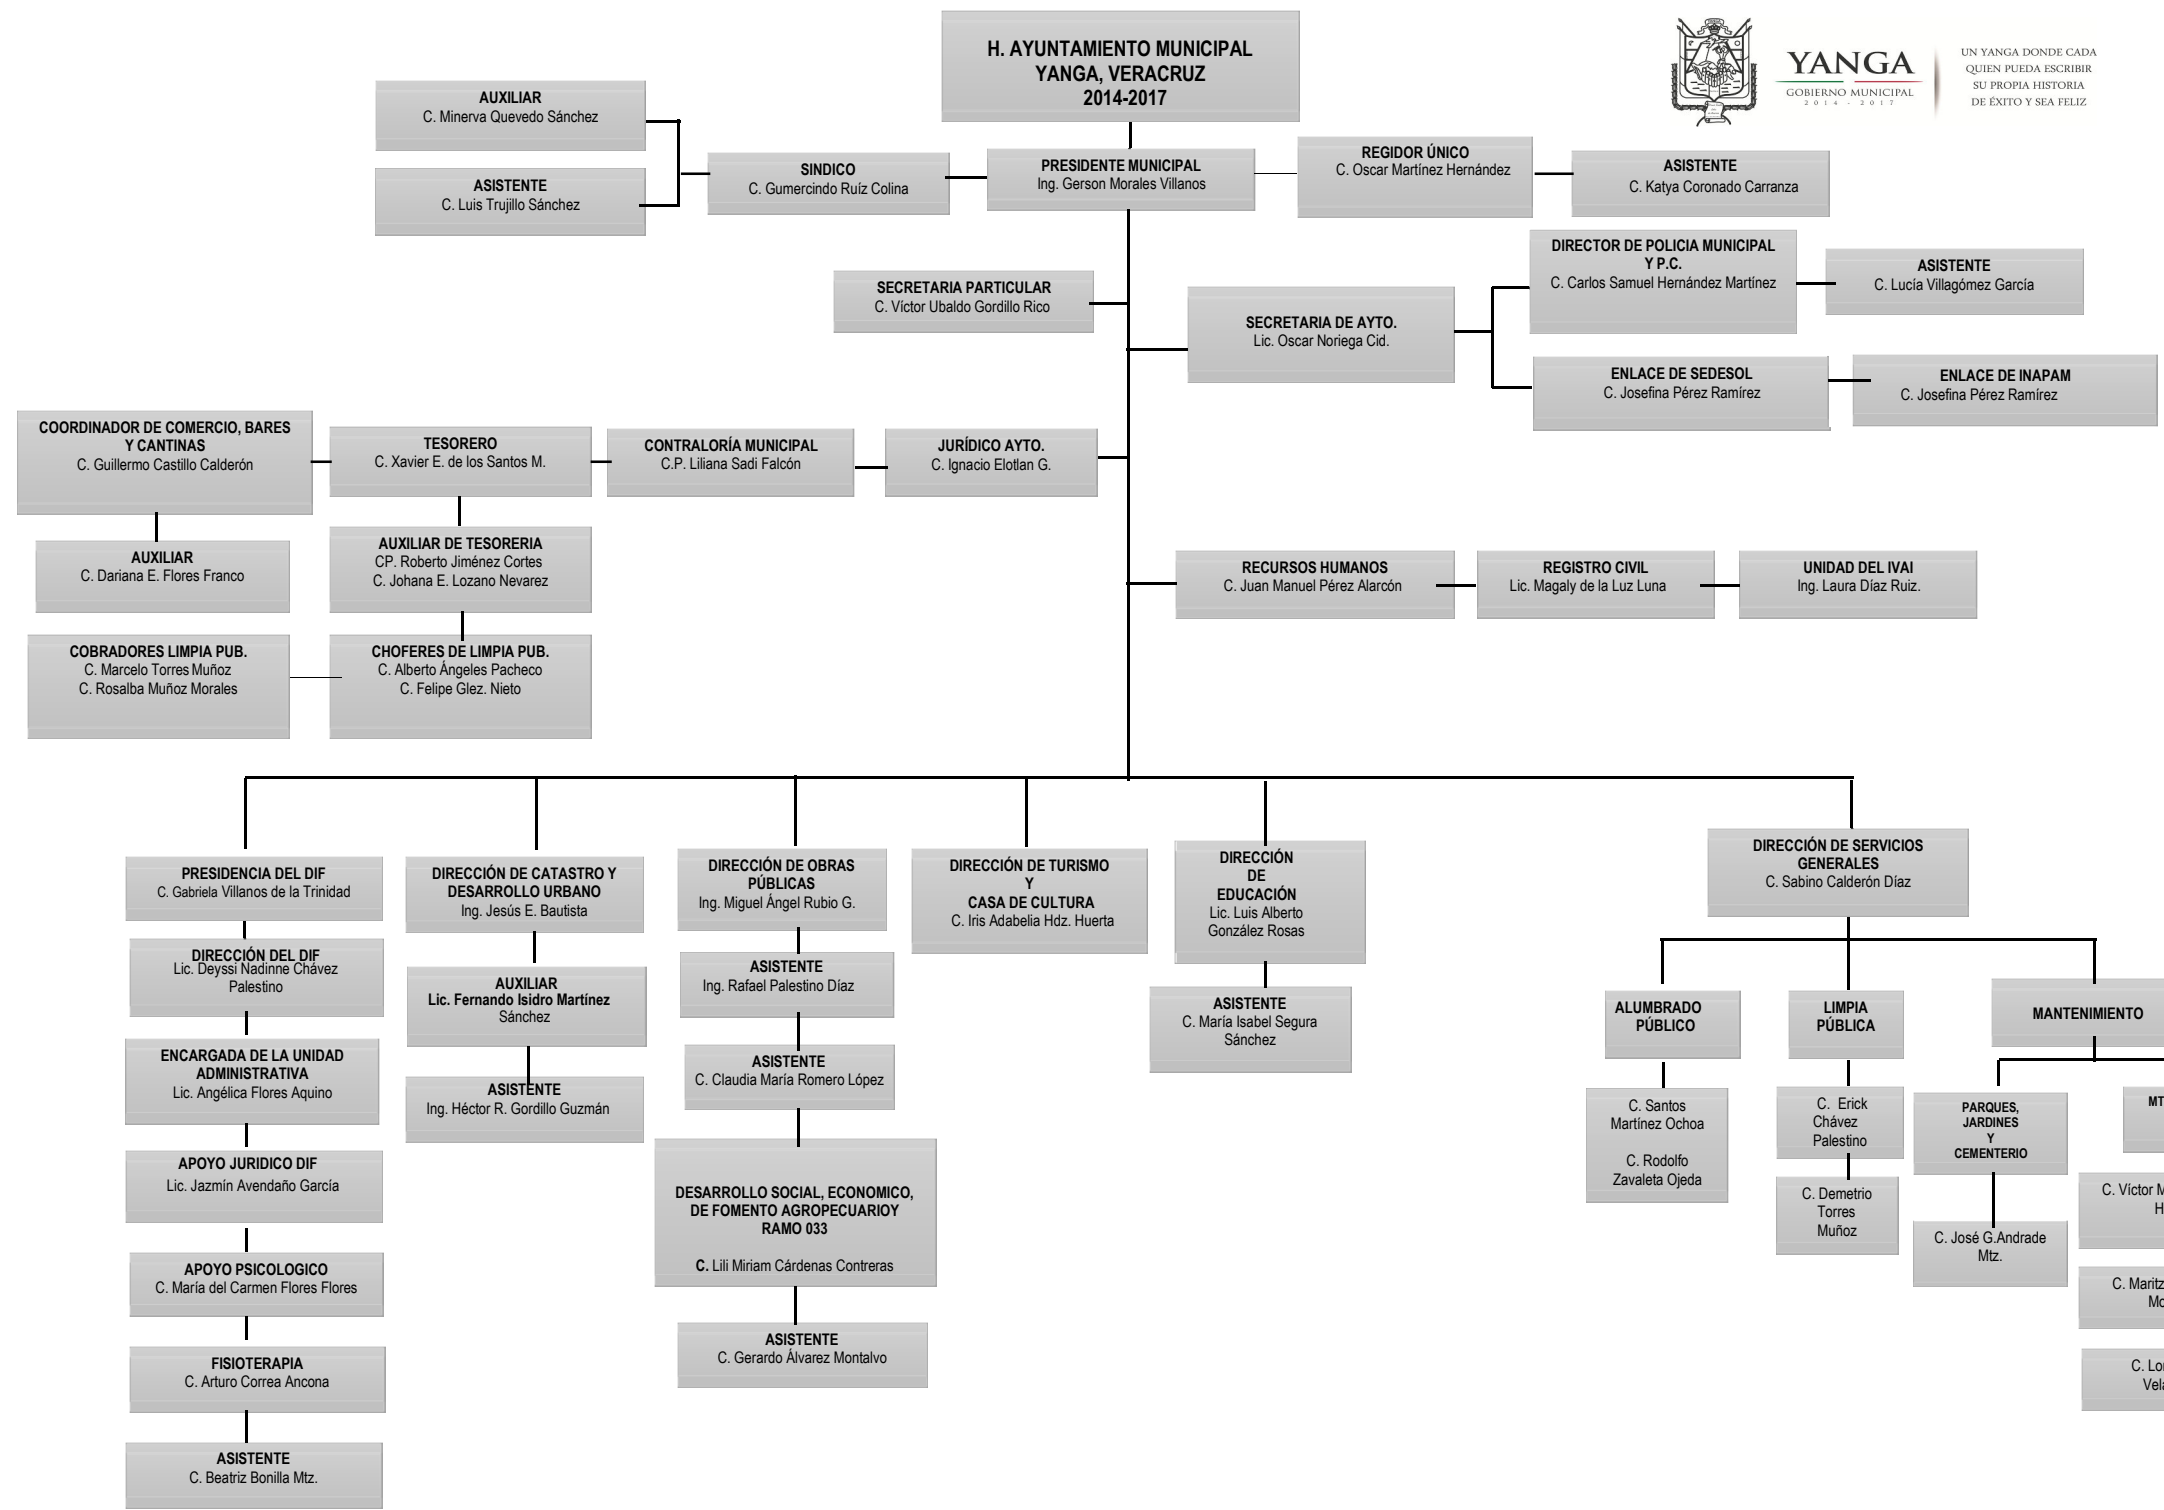 H. AYUNTAMIENTO MUNICIPAL
YANGA, VERACRUZ
2014-2017
YANGA
GOBIERNO MUNICIPAL
2014 - 2017
UN YANGA DONDE CADA
QUIEN PUEDA ESCRIBIR
SU PROPIA HISTORIA
DE ÉXITO Y SEA FELIZ
AUXILIAR
C. Minerva Quevedo Sánchez
ASISTENTE
C. Luis Trujillo Sánchez
SINDICO
C. Gumercindo Ruíz Colina
PRESIDENTE MUNICIPAL
Ing. Gerson Morales Villanos
REGIDOR ÚNICO
C. Oscar Martínez Hernández
ASISTENTE
C. Katya Coronado Carranza
SECRETARIA PARTICULAR
C. Víctor Ubaldo Gordillo Rico
SECRETARIA DE AYTO.
Lic. Oscar Noriega Cid.
DIRECTOR DE POLICIA MUNICIPAL
Y P.C.
C. Carlos Samuel Hernández Martínez
ASISTENTE
C. Lucía Villagómez García
ENLACE DE SEDESOL
C. Josefina Pérez Ramírez
ENLACE DE INAPAM
C. Josefina Pérez Ramírez
COORDINADOR DE COMERCIO, BARES
Y CANTINAS
C. Guillermo Castillo Calderón
TESORERO
C. Xavier E. de los Santos M.
CONTRALORÍA MUNICIPAL
C.P. Liliana Sadi Falcón
JURÍDICO AYTO.
C. Ignacio Elotlan G.
AUXILIAR
C. Dariana E. Flores Franco
AUXILIAR DE TESORERIA
CP. Roberto Jiménez Cortes
C. Johana E. Lozano Nevarez
RECURSOS HUMANOS
C. Juan Manuel Pérez Alarcón
REGISTRO CIVIL
Lic. Magaly de la Luz Luna
UNIDAD DEL IVAI
Ing. Laura Díaz Ruiz.
COBRADORES LIMPIA PUB.
C. Marcelo Torres Muñoz
C. Rosalba Muñoz Morales
CHOFERES DE LIMPIA PUB.
C. Alberto Ángeles Pacheco
C. Felipe Glez. Nieto
PRESIDENCIA DEL DIF
C. Gabriela Villanos de la Trinidad
DIRECCIÓN DEL DIF
Lic. Deyssi Nadinne Chávez
Palestino
ENCARGADA DE LA UNIDAD
ADMINISTRATIVA
Lic. Angélica Flores Aquino
APOYO JURIDICO DIF
Lic. Jazmín Avendaño García
APOYO PSICOLOGICO
C. María del Carmen Flores Flores
FISIOTERAPIA
C. Arturo Correa Ancona
ASISTENTE
C. Beatriz Bonilla Mtz.
DIRECCIÓN DE CATASTRO Y
DESARROLLO URBANO
Ing. Jesús E. Bautista
AUXILIAR
Lic. Fernando Isidro Martínez
Sánchez
ASISTENTE
Ing. Héctor R. Gordillo Guzmán
DIRECCIÓN DE OBRAS
PÚBLICAS
Ing. Miguel Ángel Rubio G.
ASISTENTE
Ing. Rafael Palestino Díaz
ASISTENTE
C. Claudia María Romero López
DESARROLLO SOCIAL, ECONOMICO,
DE FOMENTO AGROPECUARIOY
RAMO 033
C. Lili Miriam Cárdenas Contreras
ASISTENTE
C. Gerardo Álvarez Montalvo
DIRECCIÓN DE TURISMO
Y
CASA DE CULTURA
C. Iris Adabelia Hdz. Huerta
DIRECCIÓN
DE
EDUCACIÓN
Lic. Luis Alberto
González Rosas
ASISTENTE
C. María Isabel Segura
Sánchez
DIRECCIÓN DE SERVICIOS
GENERALES
C. Sabino Calderón Díaz
ALUMBRADO
PÚBLICO
C. Santos
Martínez Ochoa
C. Rodolfo
Zavaleta Ojeda
LIMPIA
PÚBLICA
C. Erick
Chávez
Palestino
C. Demetrio
Torres
Muñoz
MANTENIMIENTO
PARQUES,
JARDINES
Y
CEMENTERIO
C. José G.Andrade
Mtz.
C. Víctor
C.
C.